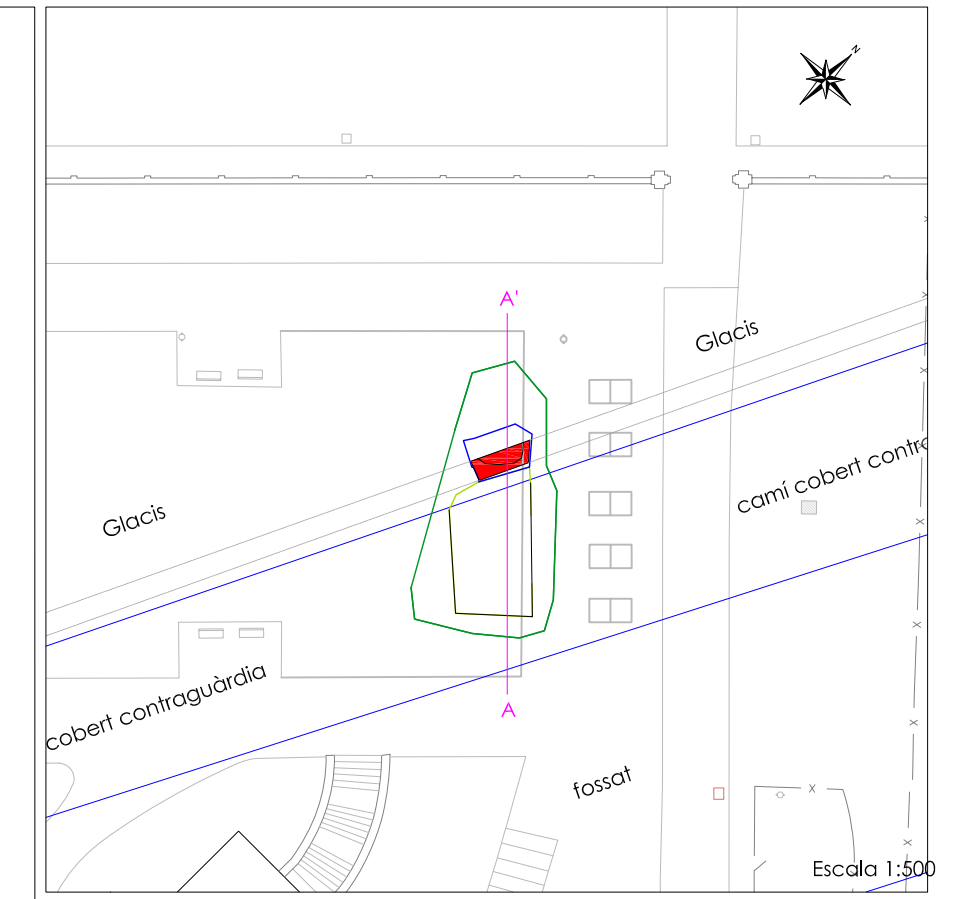 N
A'
Glacis
camí cobert contra
Glacis
cobert contraguàrdia
A
fossat
Escala 1:500